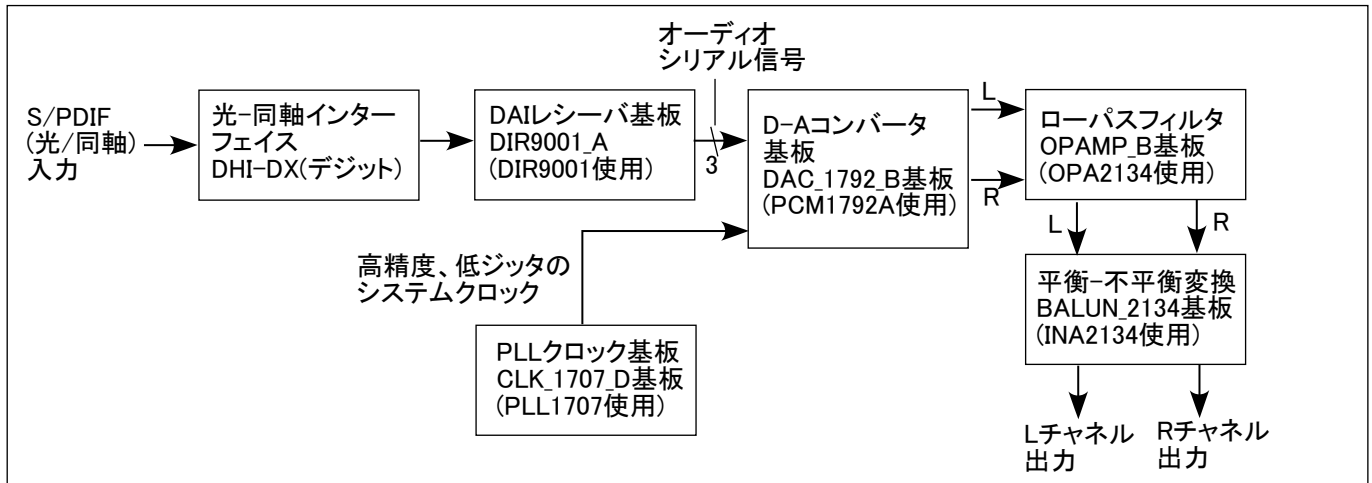 オーディオ
シリアル信号
S/PDIF
(光/同軸)
入力
光-同軸インター
フェイス
DHI-DX(デジット)
DAIレシーバ基板
DIR9001_A
(DIR9001使用)
3
D-Aコンバータ
基板
DAC_1792_B基板
(PCM1792A使用)
L
R
ローパスフィルタ
OPAMP_B基板
(OPA2134使用)
L
R
高精度、低ジッタの
システムクロック
平衡-不平衡変換
BALUN_2134基板
(INA2134使用)
PLLクロック基板
CLK_1707_D基板
(PLL1707使用)
Lチャネル
出力
Rチャネル
出力